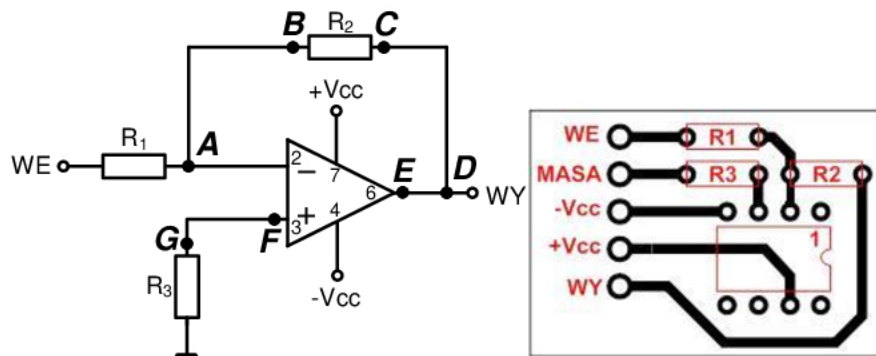 B
R₂
C
+Vcc
R₁
A
WE
2
−
7
6
E
D
WY
G
F
3
+
4
R₃
-Vcc
WE
R1
MASA
R3
R2
-Vcc
1
+Vcc
WY